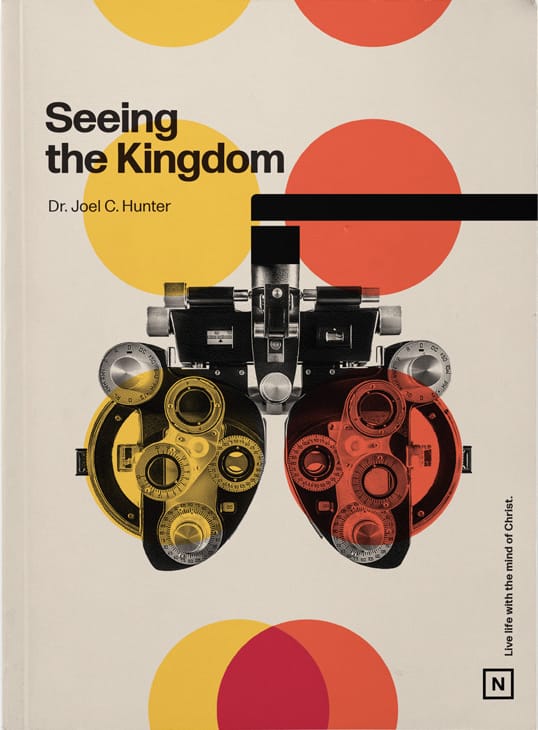 Seeing
the Kingdom
Dr. Joel C. Hunter
Live life with the mind of Christ.
N